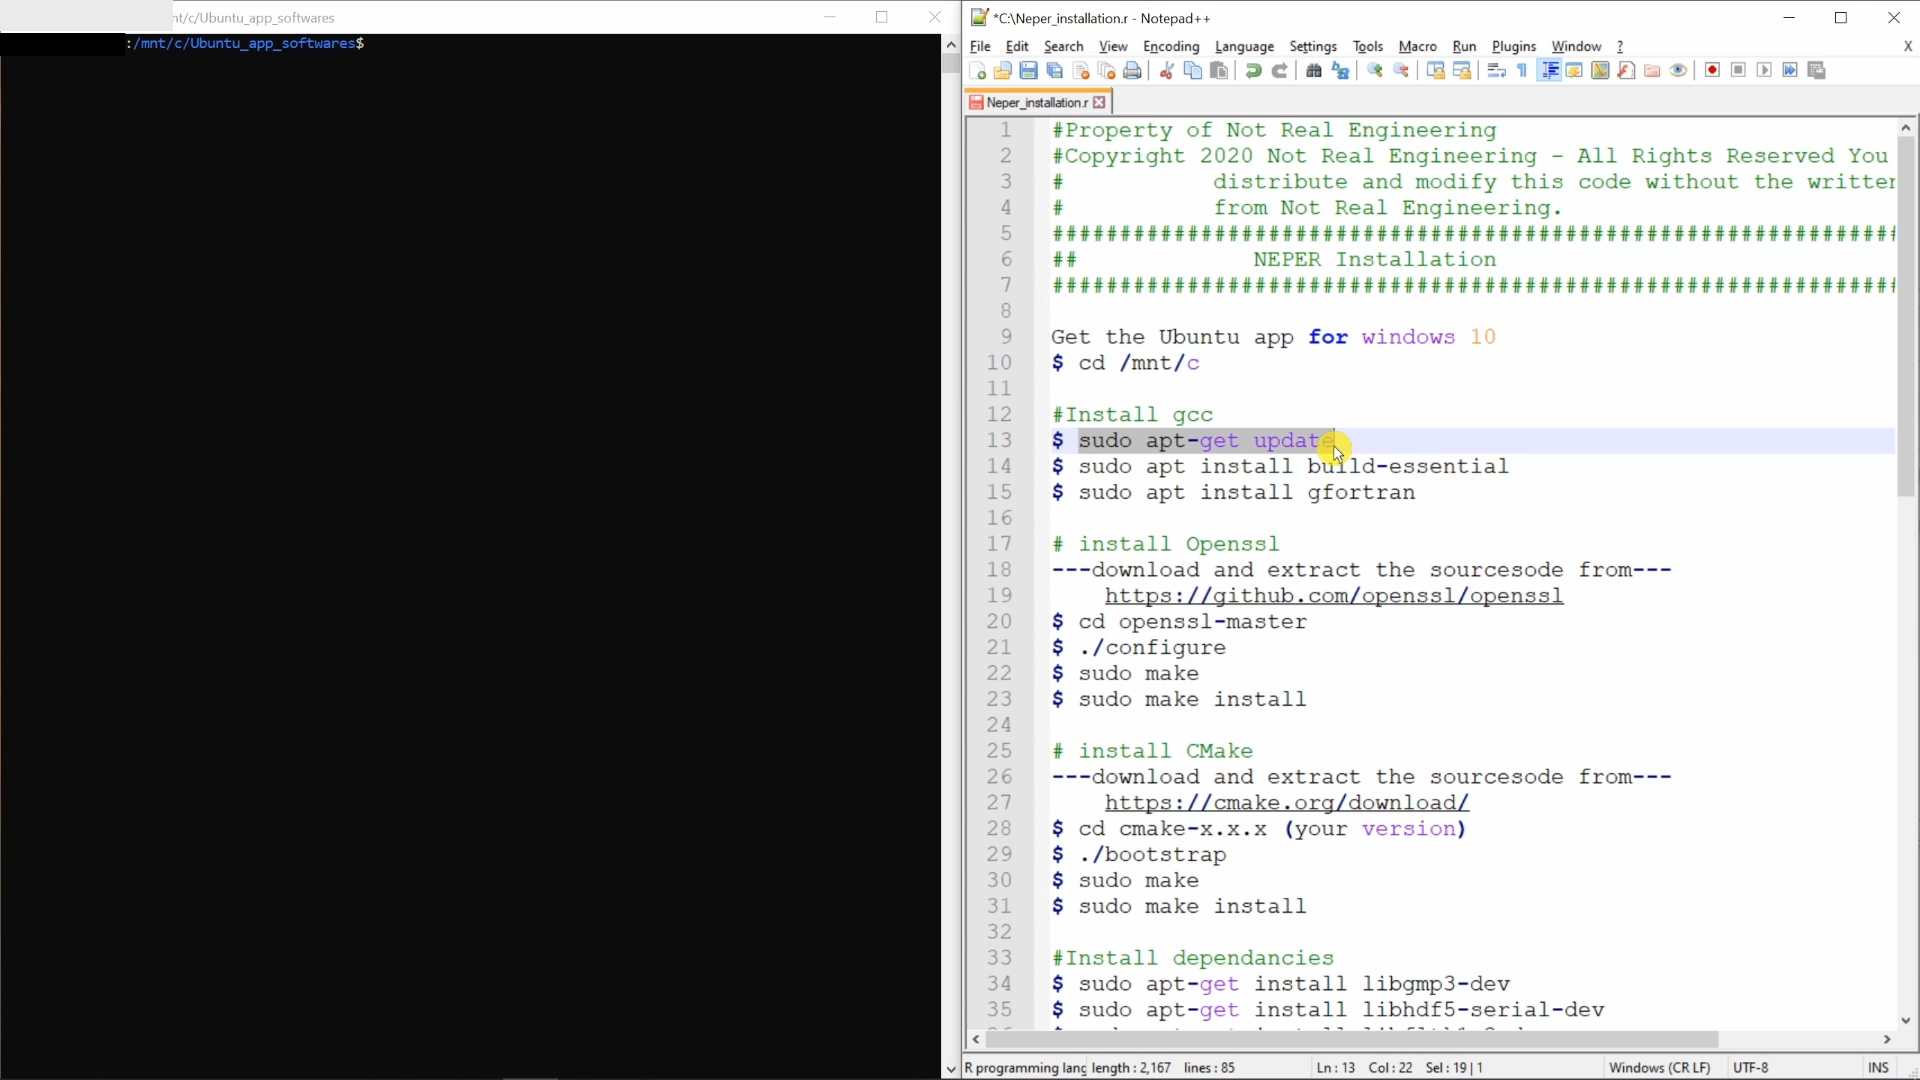 nt/c/Ubuntu_app_softwares
:/mnt/c/Ubuntu_app_softwares$
*C:\Neper_installation.r - Notepad++
File Edit Search View Encoding Language Settings Tools Macro Run Plugins Window ? X
Neper_installation.r
1 #Property of Not Real Engineering
2 #Copyright 2020 Not Real Engineering - All Rights Reserved You
3 # distribute and modify this code without the writte
4 # from Not Real Engineering.
5 ###############################################################
6 ## NEPER Installation
7 ###############################################################
8
9 Get the Ubuntu app for windows 10
10 $ cd /mnt/c
11
12 #Install gcc
13 $ sudo apt-get update
14 $ sudo apt install build-essential
15 $ sudo apt install gfortran
16
17 # install Openssl
18 ---download and extract the sourcesode from---
19 https://github.com/openssl/openssl
20 $ cd openssl-master
21 $ ./configure
22 $ sudo make
23 $ sudo make install
24
25 # install CMake
26 ---download and extract the sourcesode from---
27 https://cmake.org/download/
28 $ cd cmake-x.x.x (your version)
29 $ ./bootstrap
30 $ sudo make
31 $ sudo make install
32
33 #Install dependancies
34 $ sudo apt-get install libgmp3-dev
35 $ sudo apt-get install libhdf5-serial-dev
R programming lang length : 2,167 lines : 85 Ln : 13 Col : 22 Sel : 19 | 1 Windows (CR LF) UTF-8 INS